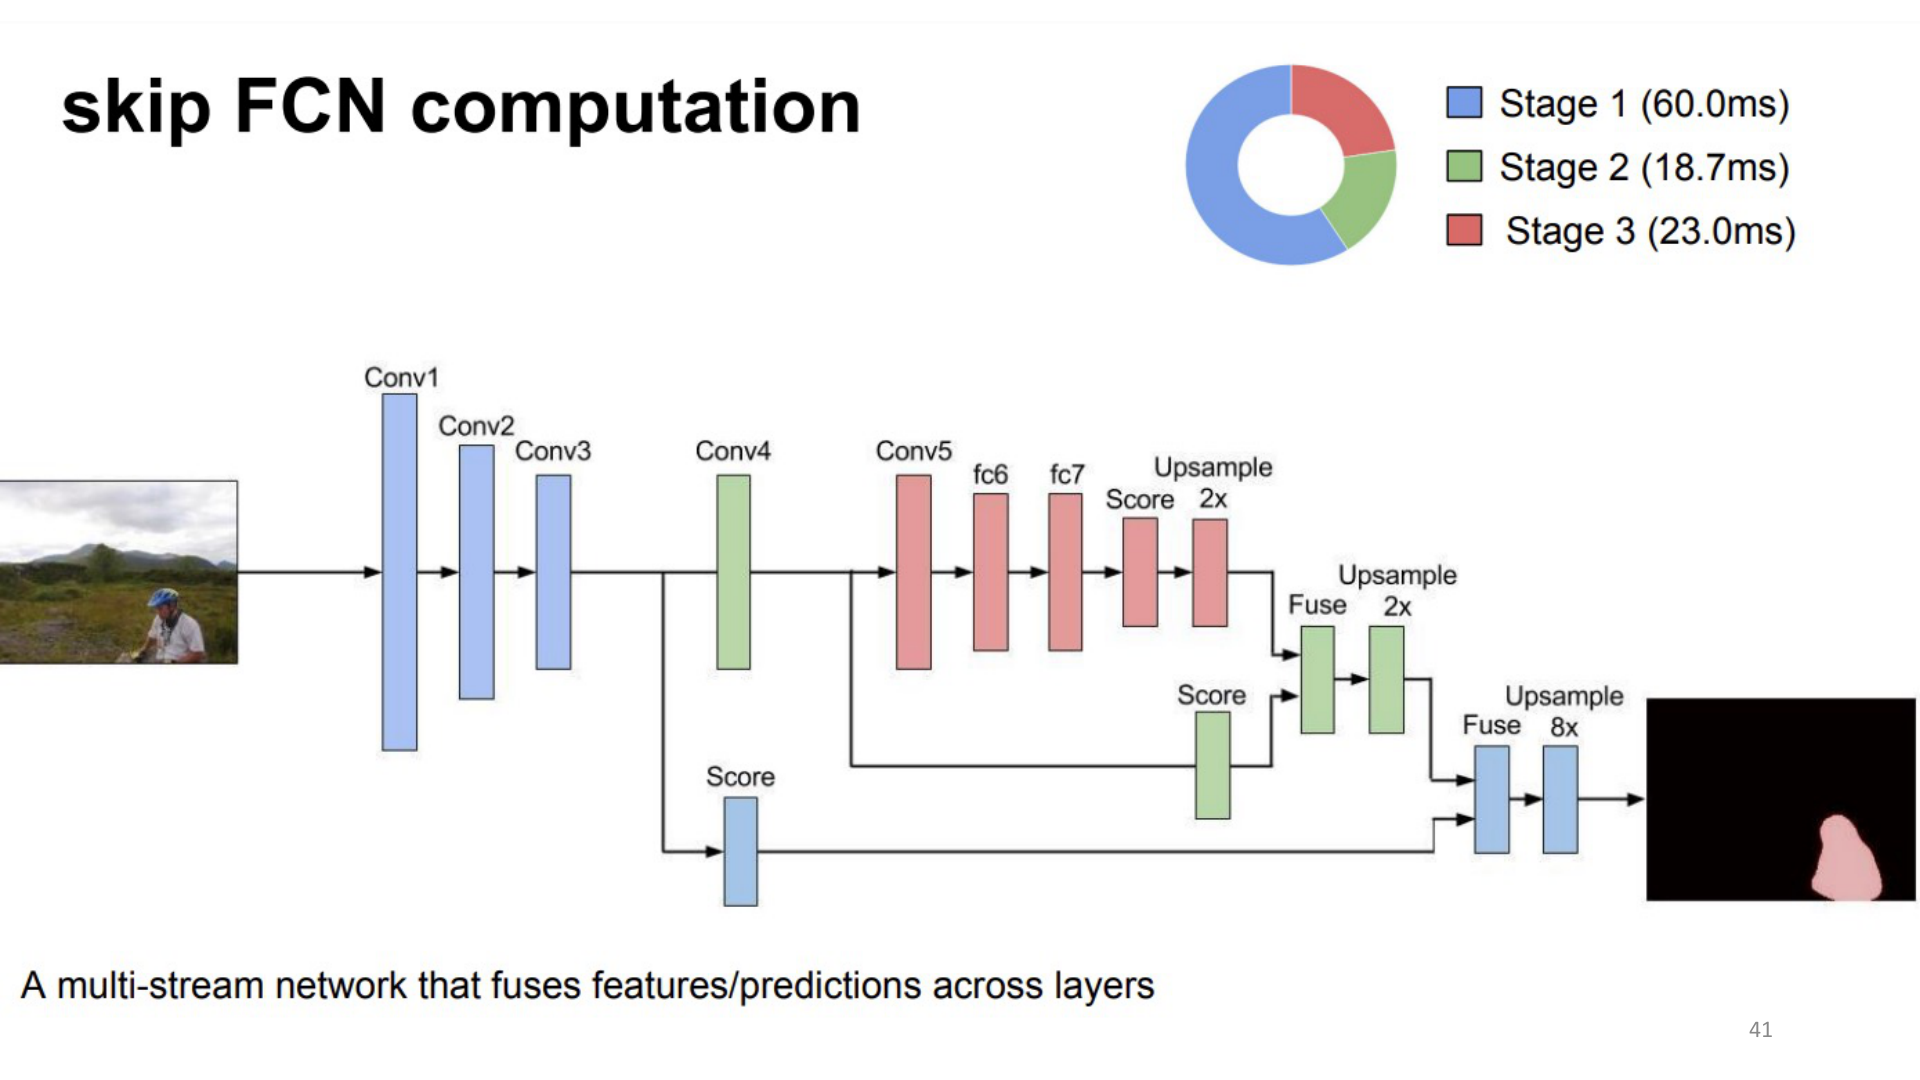 skip FCN computation
Stage 1 (60.0ms)
Stage 2 (18.7ms)
Stage 3 (23.0ms)
Conv1
Conv2
Conv3
Conv4
Conv5
fc6
fc7
Score
Upsample
2x
Score
Fuse
Upsample
2x
Score
Fuse
Upsample
8x
A multi-stream network that fuses features/predictions across layers
41